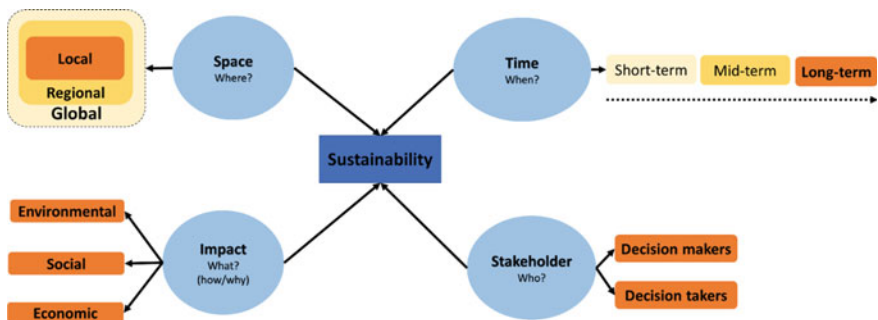 Local
Regional
Global
Space
Where?
Time
When?
Short-term
Mid-term
Long-term
Sustainability
Environmental
Social
Economic
Impact
What?
(how/why)
Stakeholder
Who?
Decision makers
Decision takers